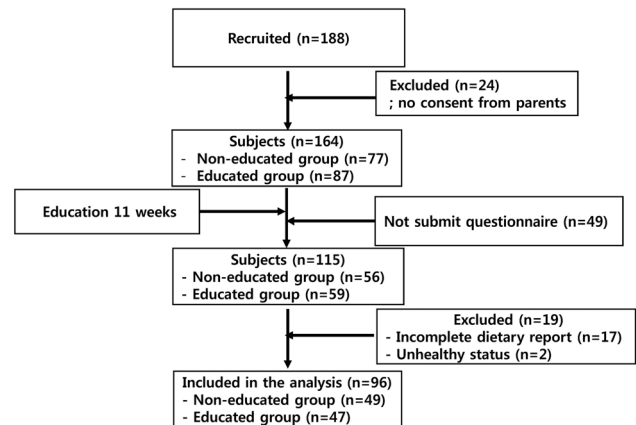 Recruited (n=188)
Excluded (n=24)
; no consent from parents
Subjects (n=164)
- Non-educated group (n=77)
- Educated group (n=87)
Education 11 weeks
Not submit questionnaire (n=49)
Subjects (n=115)
- Non-educated group (n=56)
- Educated group (n=59)
Excluded (n=19)
- Incomplete dietary report (n=17)
- Unhealthy status (n=2)
Included in the analysis (n=96)
- Non-educated group (n=49)
- Educated group (n=47)